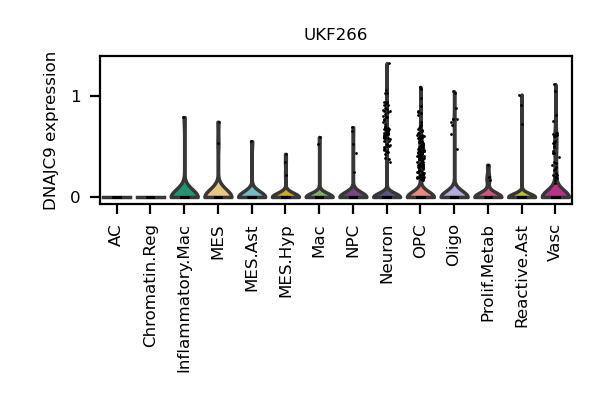 UKF266
DNAJC9 expression
1
0
AC
Chromatin.Reg
Inflammatory.Mac
MES
MES.Ast
MES.Hyp
Mac
NPC
Neuron
OPC
Oligo
Prolif.Metab
Reactive.Ast
Vasc